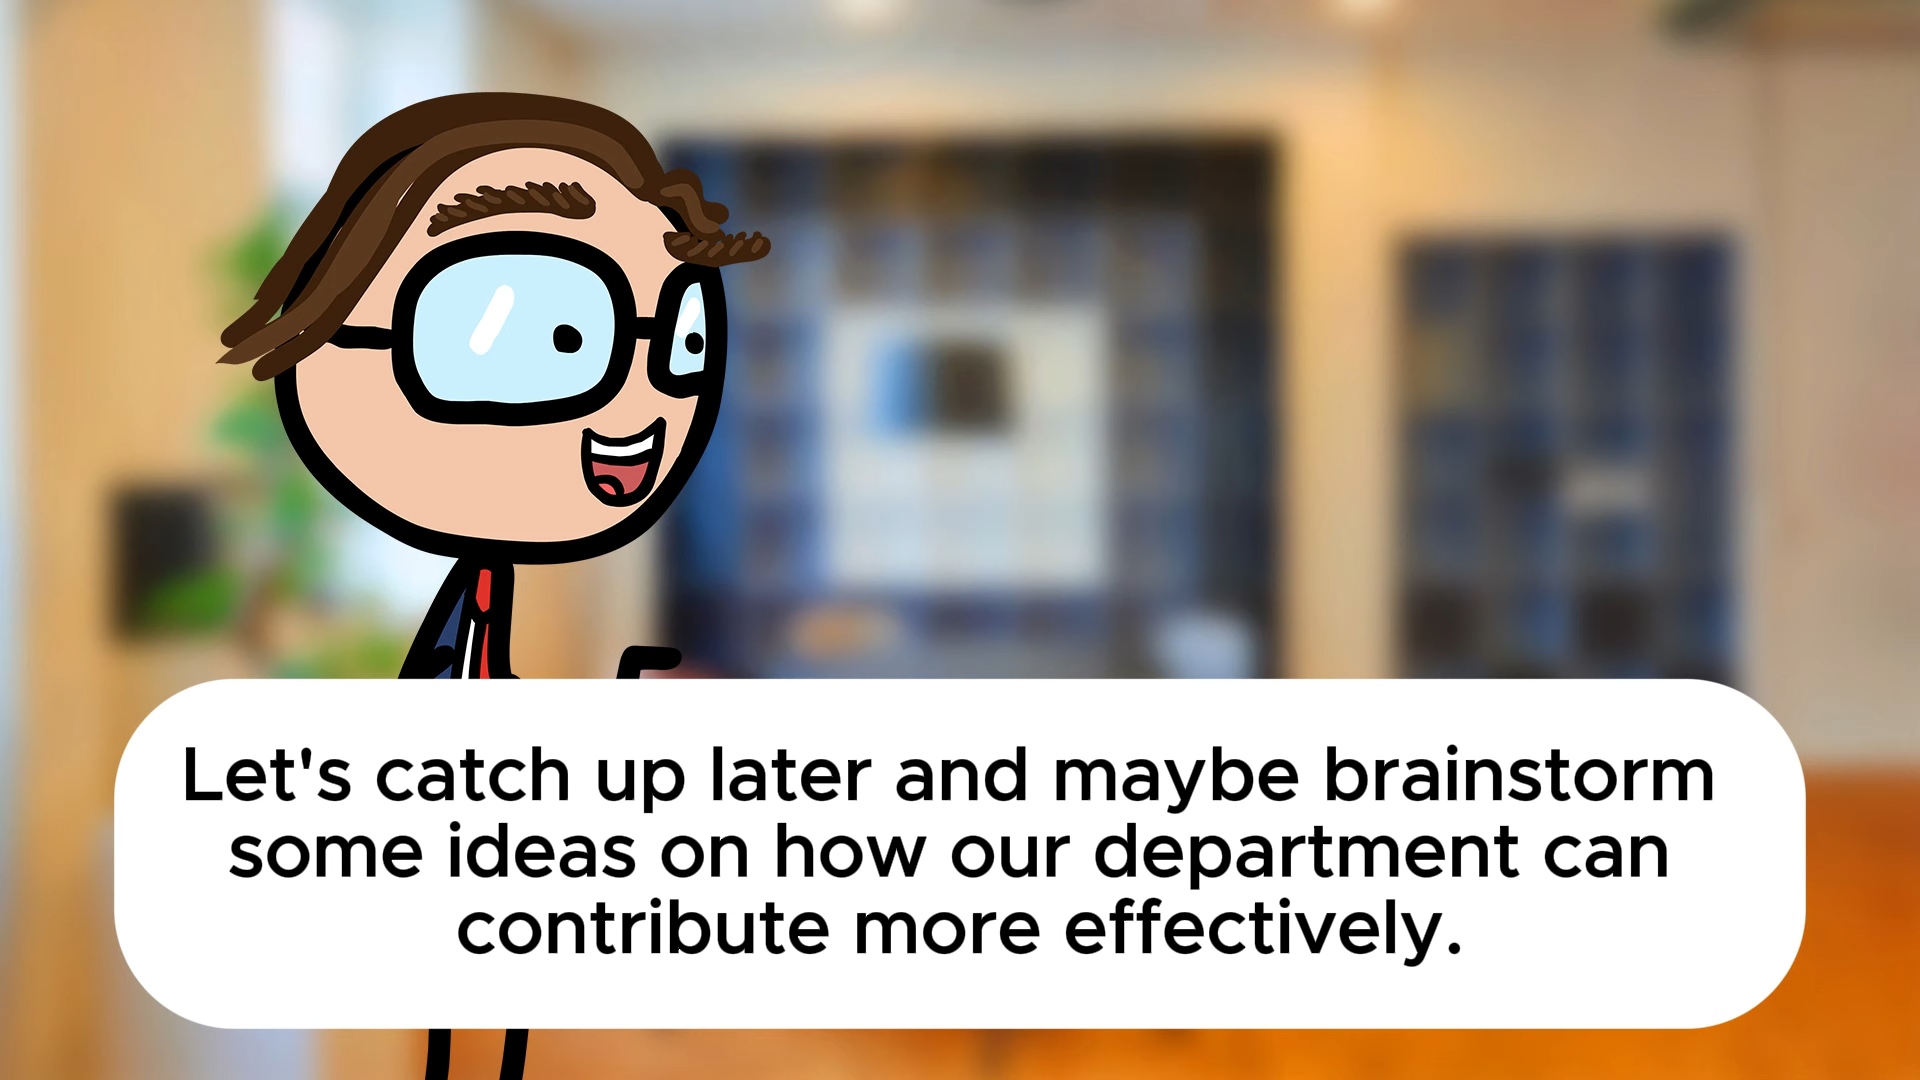 Let's catch up later and maybe brainstorm
some ideas on how our department can
contribute more effectively.